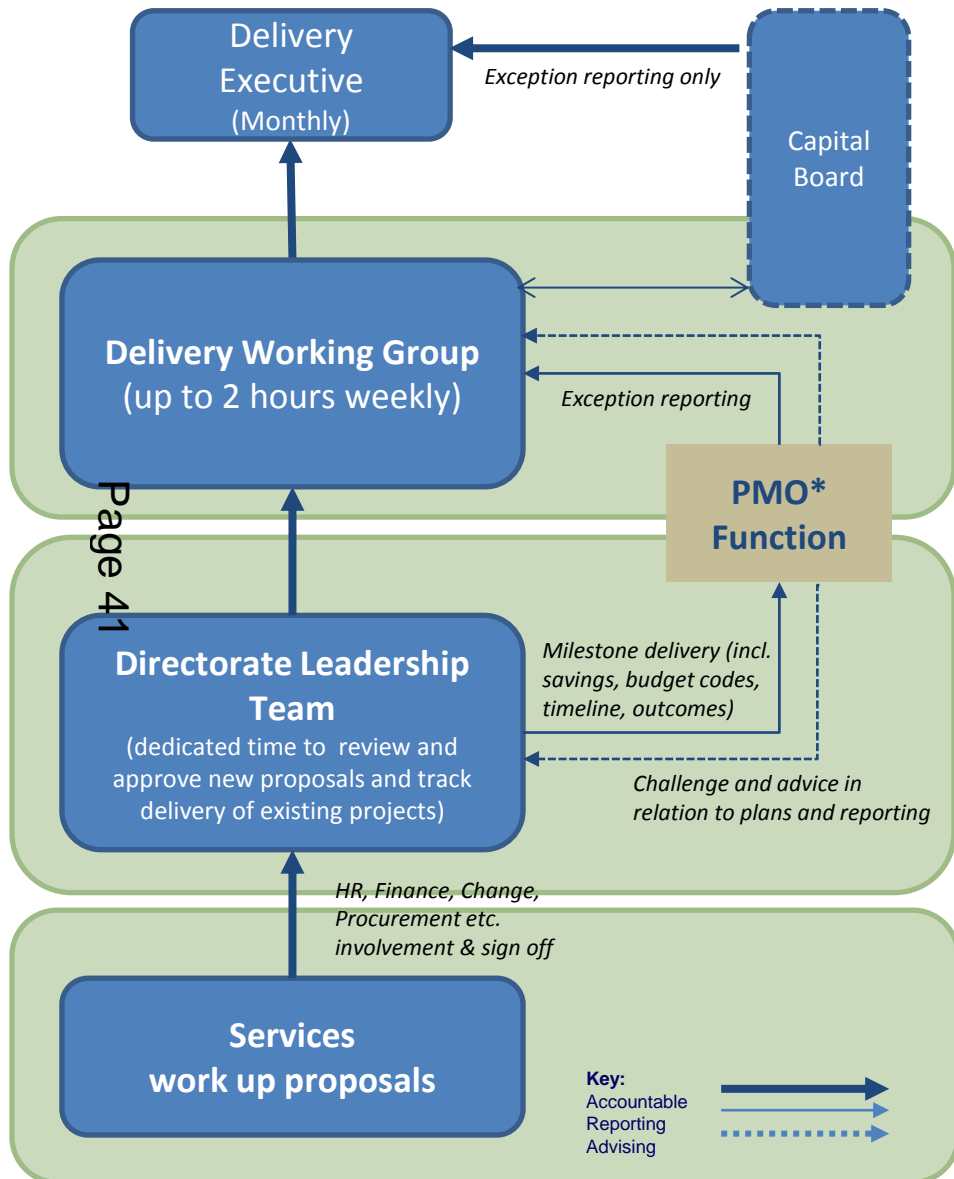 Delivery
Executive
(Monthly)
Exception reporting only
Capital
Board
Delivery Working Group
(up to 2 hours weekly)
Exception reporting
PMO*
Function
Page 41
Directorate Leadership
Team
(dedicated time to review and
approve new proposals and track
delivery of existing projects)
Milestone delivery (incl.
savings, budget codes,
timeline, outcomes)
Challenge and advice in
relation to plans and reporting
HR, Finance, Change,
Procurement etc.
involvement & sign off
Services
work up proposals
Key:
Accountable
Reporting
Advising